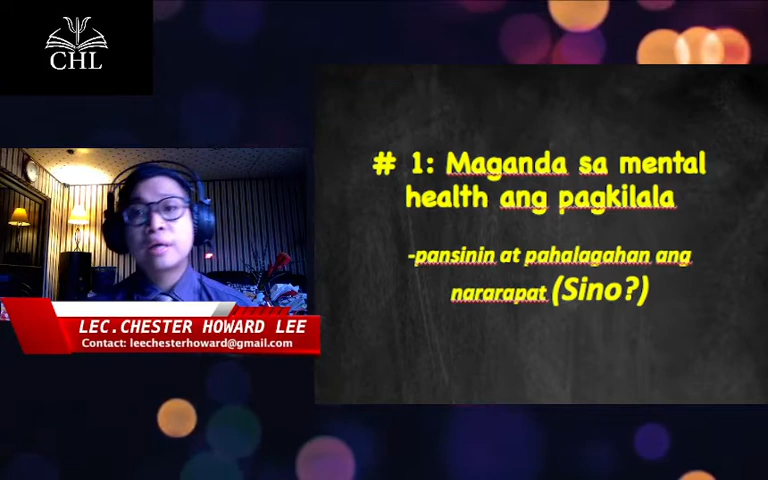 CHL
# 1: Maganda sa mental
health ang pagkilala
-pansinin at pahalagahan ang
nararapat (Sino?)
LEC.CHESTER HOWARD LEE
Contact: leechesterhoward@gmail.com